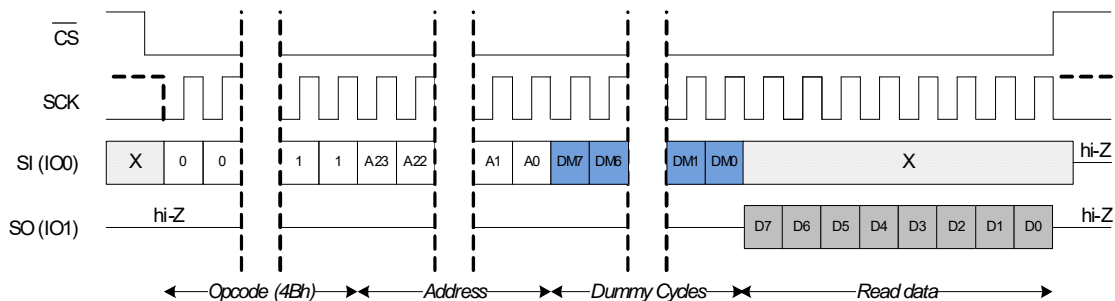 CS
SCK
SI (IO0) X 0 0 1 1 A23 A22 A1 A0 DM7 DM6 DM1 DM0 X hi-Z
hi-Z
SO (IO1) D7 D6 D5 D4 D3 D2 D1 D0 hi-Z
Opcode (4Bh) Address Dummy Cycles Read data